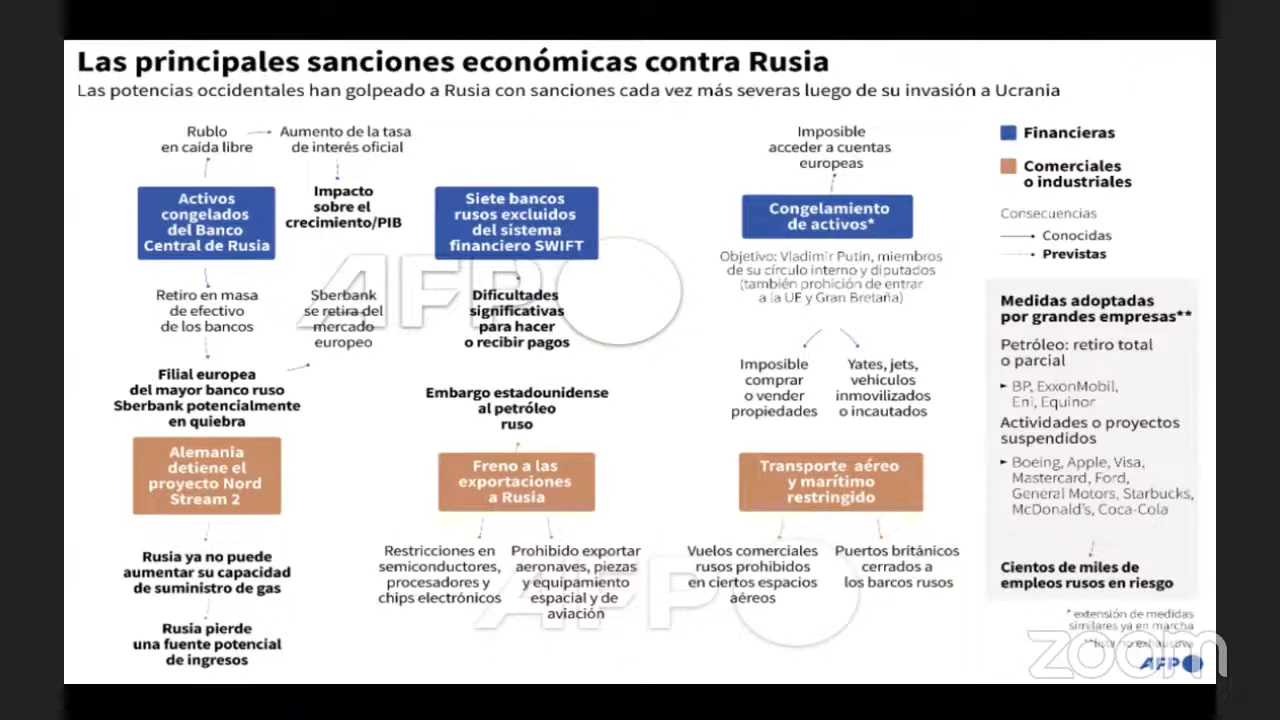 Las principales sanciones económicas contra Rusia
Las potencias occidentales han golpeado a Rusia con sanciones cada vez más severas luego de su invasión a Ucrania
Rublo
en caída libre
Aumento de la tasa
de interés oficial
Impacto
sobre el
crecimiento/PIB
Activos
congelados
del Banco
Central de Rusia
Retiro en masa
de efectivo
de los bancos
Sberbank
se retira del
mercado
europeo
Filial europea
del mayor banco ruso
Sberbank potencialmente
en quiebra
Siete bancos
rusos excluidos
del sistema
financiero SWIFT
Dificultades
significativas
para hacer
o recibir pagos
Imposible
acceder a cuentas
europeas
Congelamiento
de activos*
Objetivo: Vladimir Putin, miembros
de su círculo interno y diputados
(también prohición de entrar
a la UE y Gran Bretaña)
Imposible
comprar
o vender
propiedades
Yates, jets,
vehículos
inmovilizados
o incautados
Alemania
detiene el
proyecto Nord
Stream 2
Rusia ya no puede
aumentar su capacidad
de suministro de gas
Rusia pierde
una fuente potencial
de ingresos
Embargo estadounidense
al petróleo
ruso
Freno a las
exportaciones
a Rusia
Restricciones en
semiconductores,
procesadores y
chips electrónicos
Prohibido exportar
aeronaves, piezas
y equipamiento
espacial y de
aviación
Transporte aéreo
y marítimo
restringido
Vuelos comerciales
rusos prohibidos
en ciertos espacios
aéreos
Puertos británicos
cerrados a
los barcos rusos
Financieras
Comerciales
o industriales
Consecuencias
Conocidas
Previstas
Medidas adoptadas
por grandes empresas**
Petróleo: retiro total
o parcial
BP, ExxonMobil,
Eni, Equinor
Actividades o proyectos
suspendidos
Boeing, Apple, Visa,
Mastercard, Ford,
General Motors, Starbucks,
McDonald's, Coca-Cola
Cientos de miles de
empleos rusos en riesgo
* extensión de medidas
similares ya en marcha
zoom
AFP
AFP
AFP